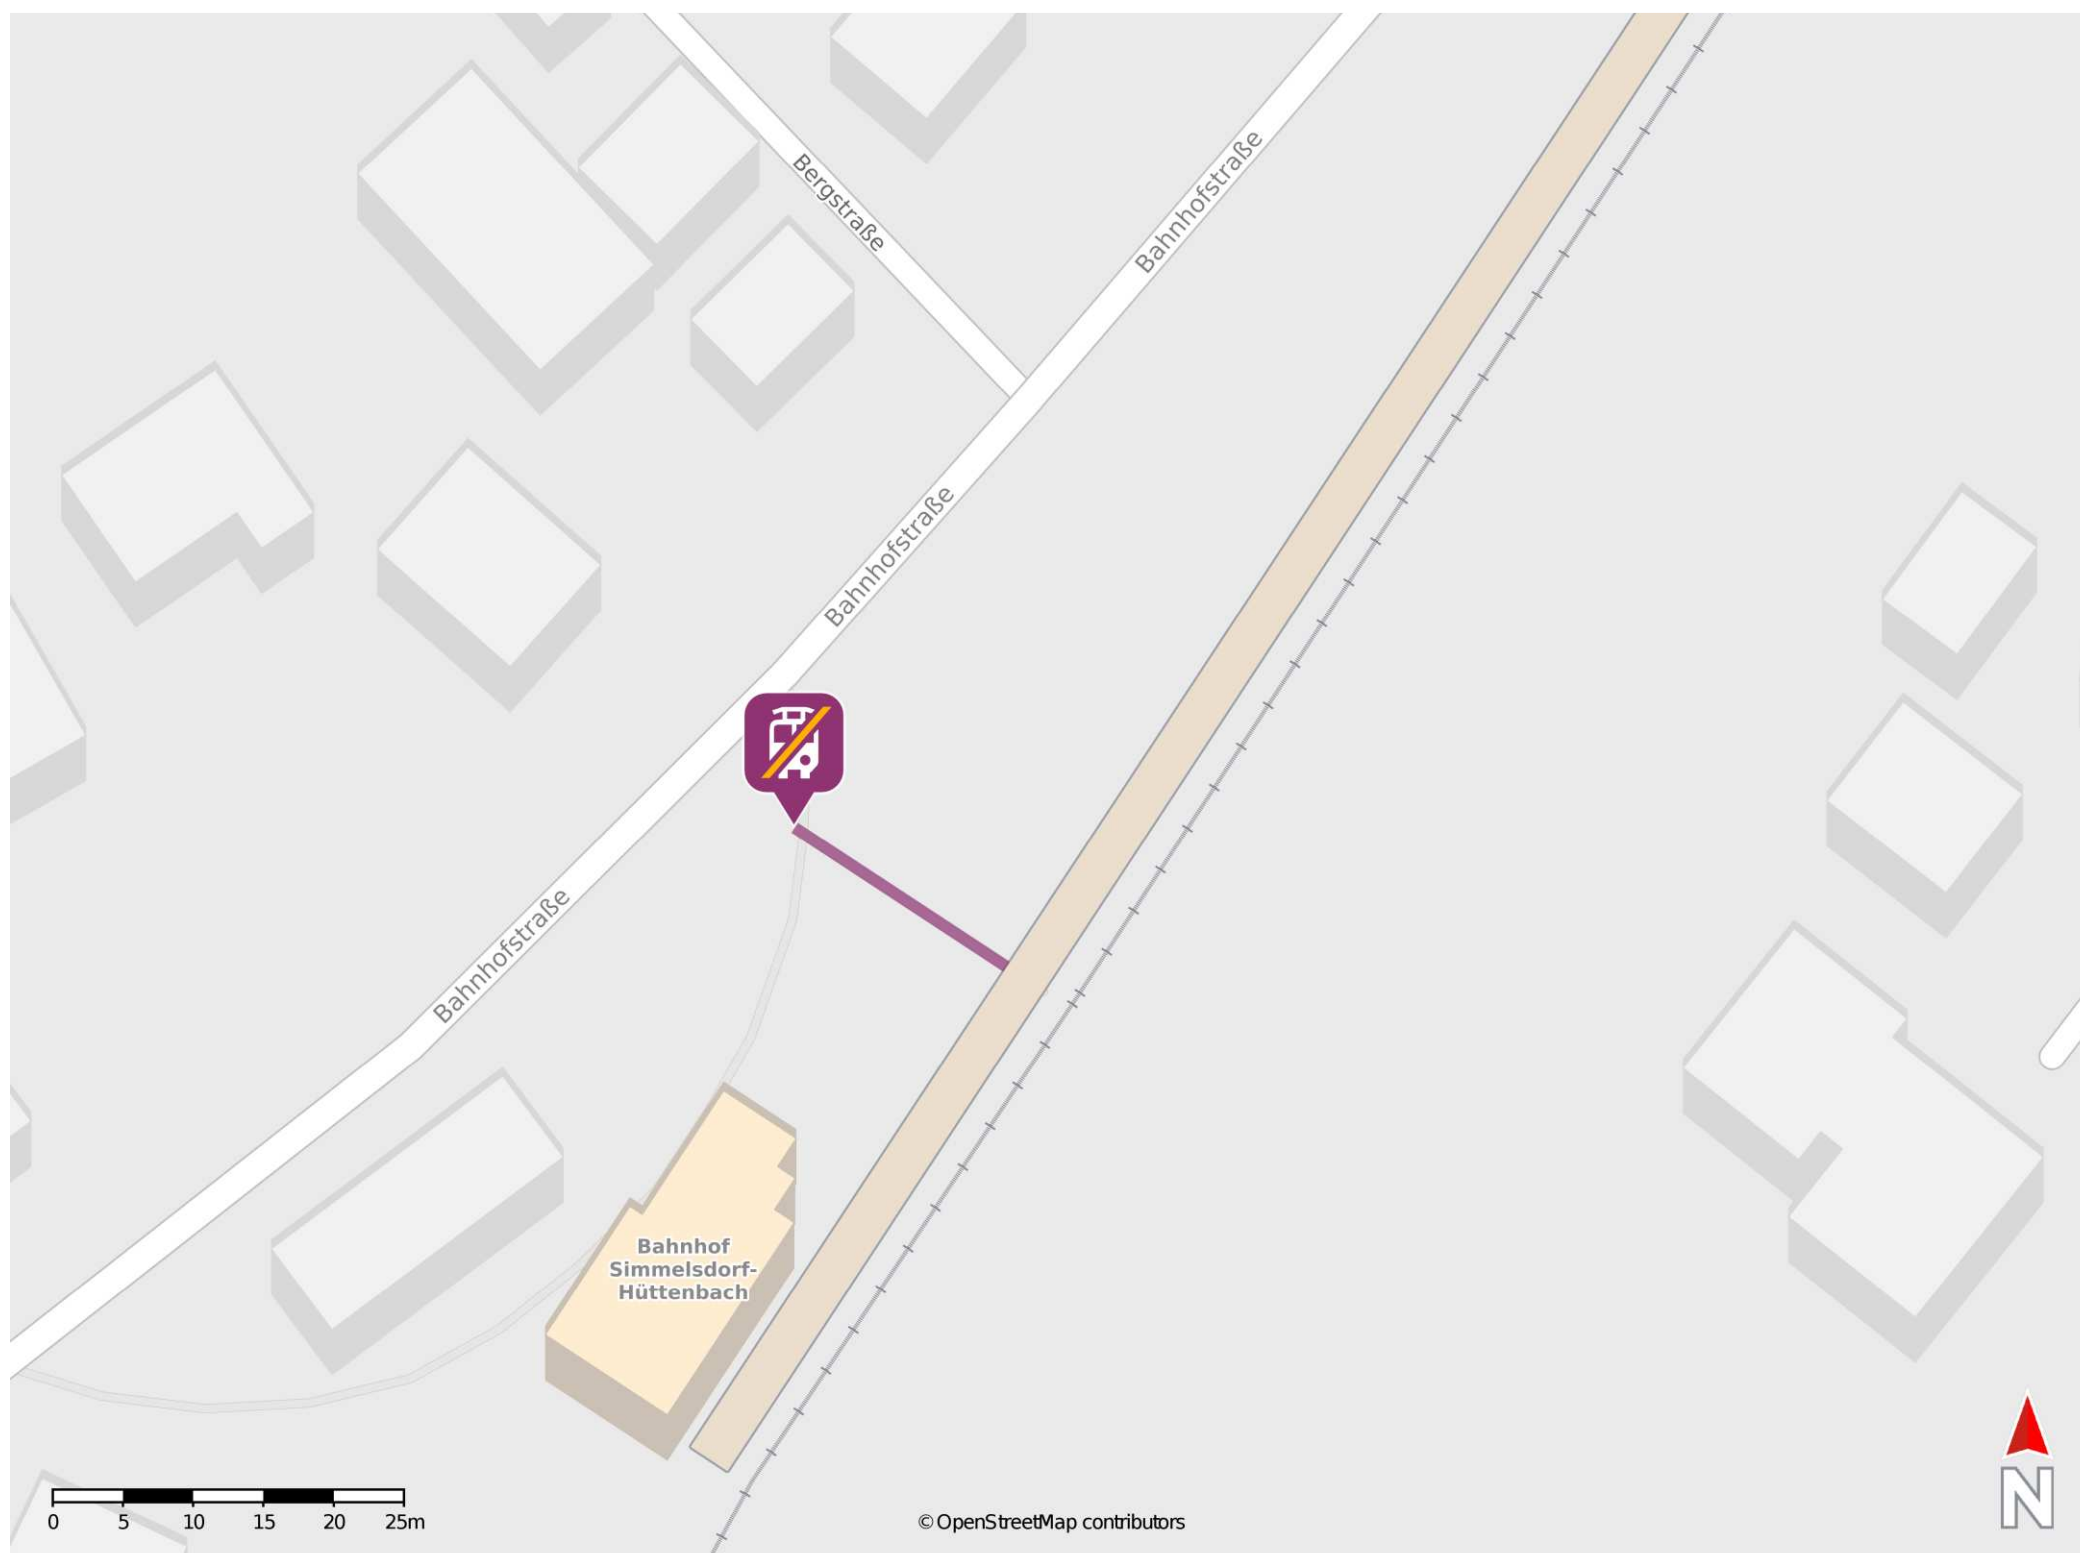 Bergstraße
Bahnhofstraße
Bahnhofstraße
Bahnhofstraße
Bahnhof
Simmelsdorf-
Hüttenbach
0 5 10 15 20 25m
© OpenStreetMap contributors
N